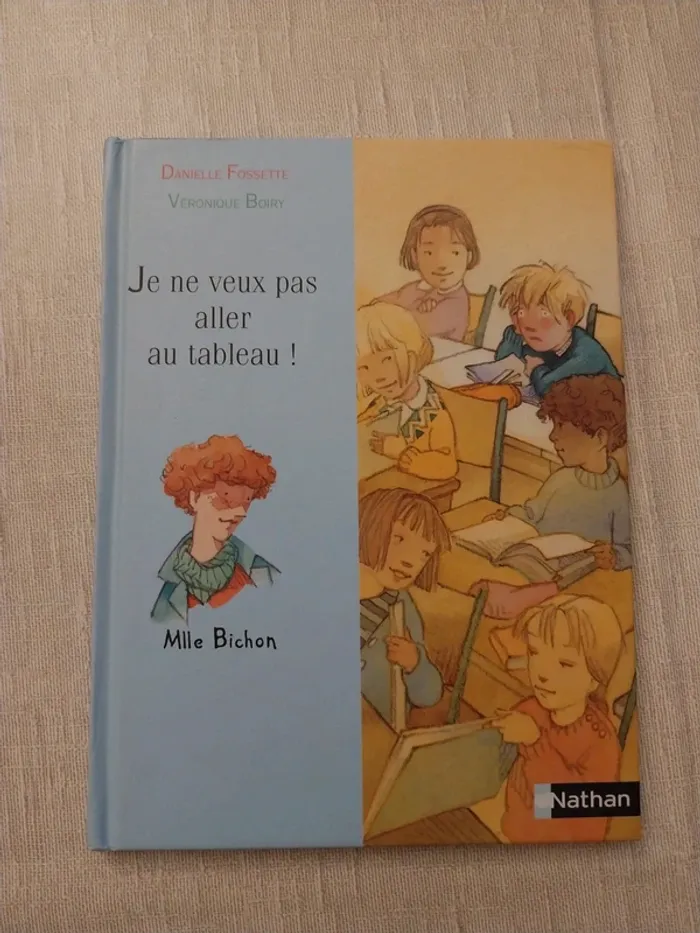 DANIELLE FOSSETTE
VÉRONIQUE BOIRY
Je ne veux pas
aller
au tableau !
Mlle Bichon
Nathan